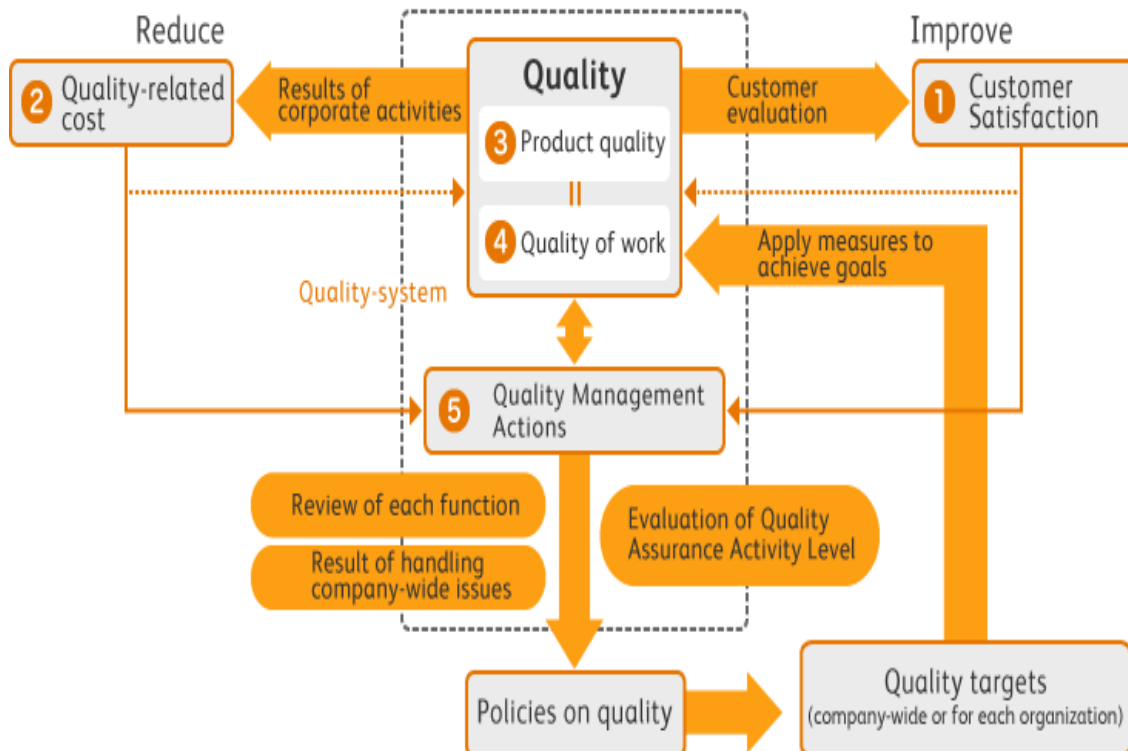 Reduce
Improve
2 Quality-related
cost
Results of
corporate activities
Quality
Customer
evaluation
1 Customer
Satisfaction
3 Product quality
=
4 Quality of work
Apply measures to
achieve goals
Quality-system
5 Quality Management
Actions
Review of each function
Result of handling
company-wide issues
Evaluation of Quality
Assurance Activity Level
Policies on quality
Quality targets
(company-wide or for each organization)